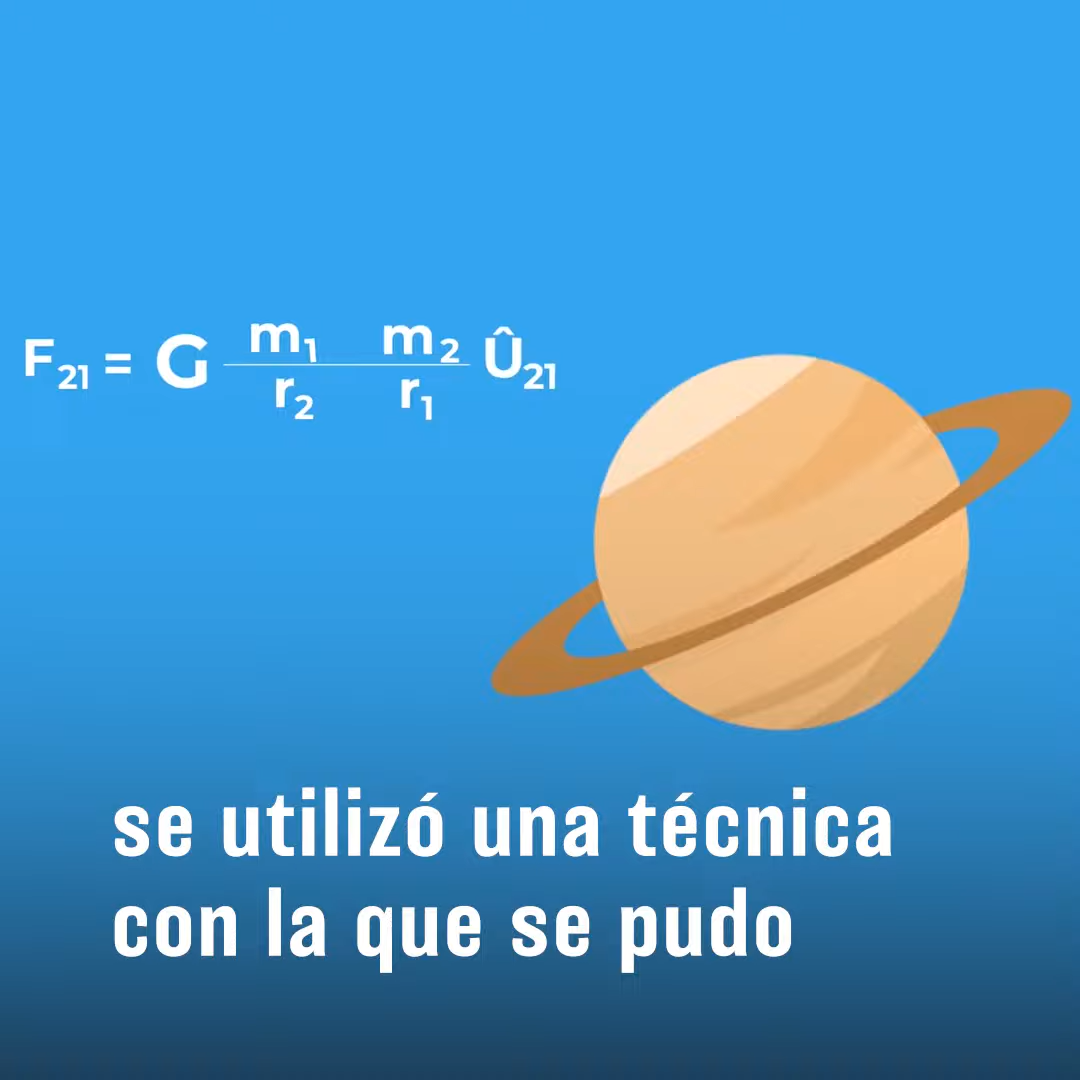 F₂₁ = G m₁ m₂ Û₂₁
r₂ r₁
se utilizó una técnica
con la que se pudo